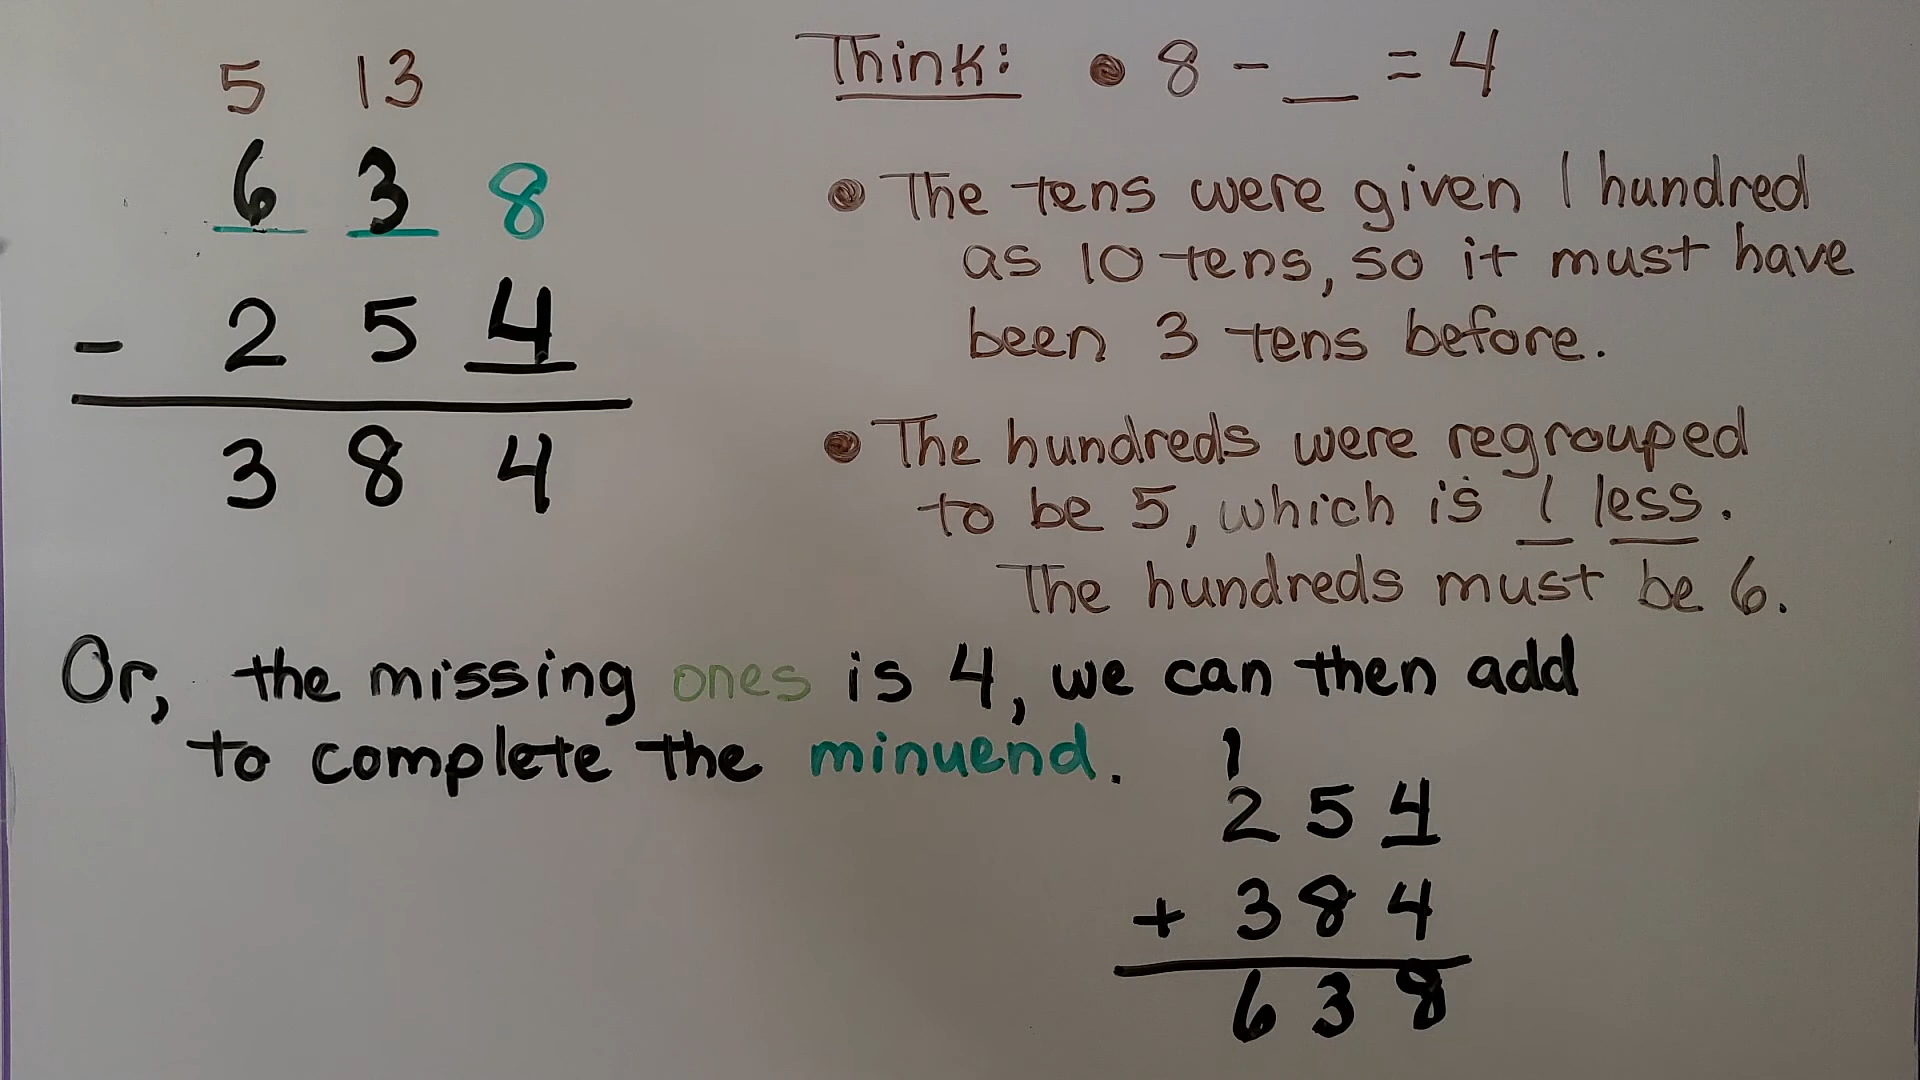 5 13
6 3 8
- 2 5 4
3 8 4
Think: • 8 - __ = 4
• The tens were given 1 hundred
as 10 tens, so it must have
been 3 tens before.
• The hundreds were regrouped
to be 5, which is 1 less.
The hundreds must be 6.
Or, the missing ones is 4, we can then add
to complete the minuend.
1
2 5 4
+ 3 8 4
6 3 8